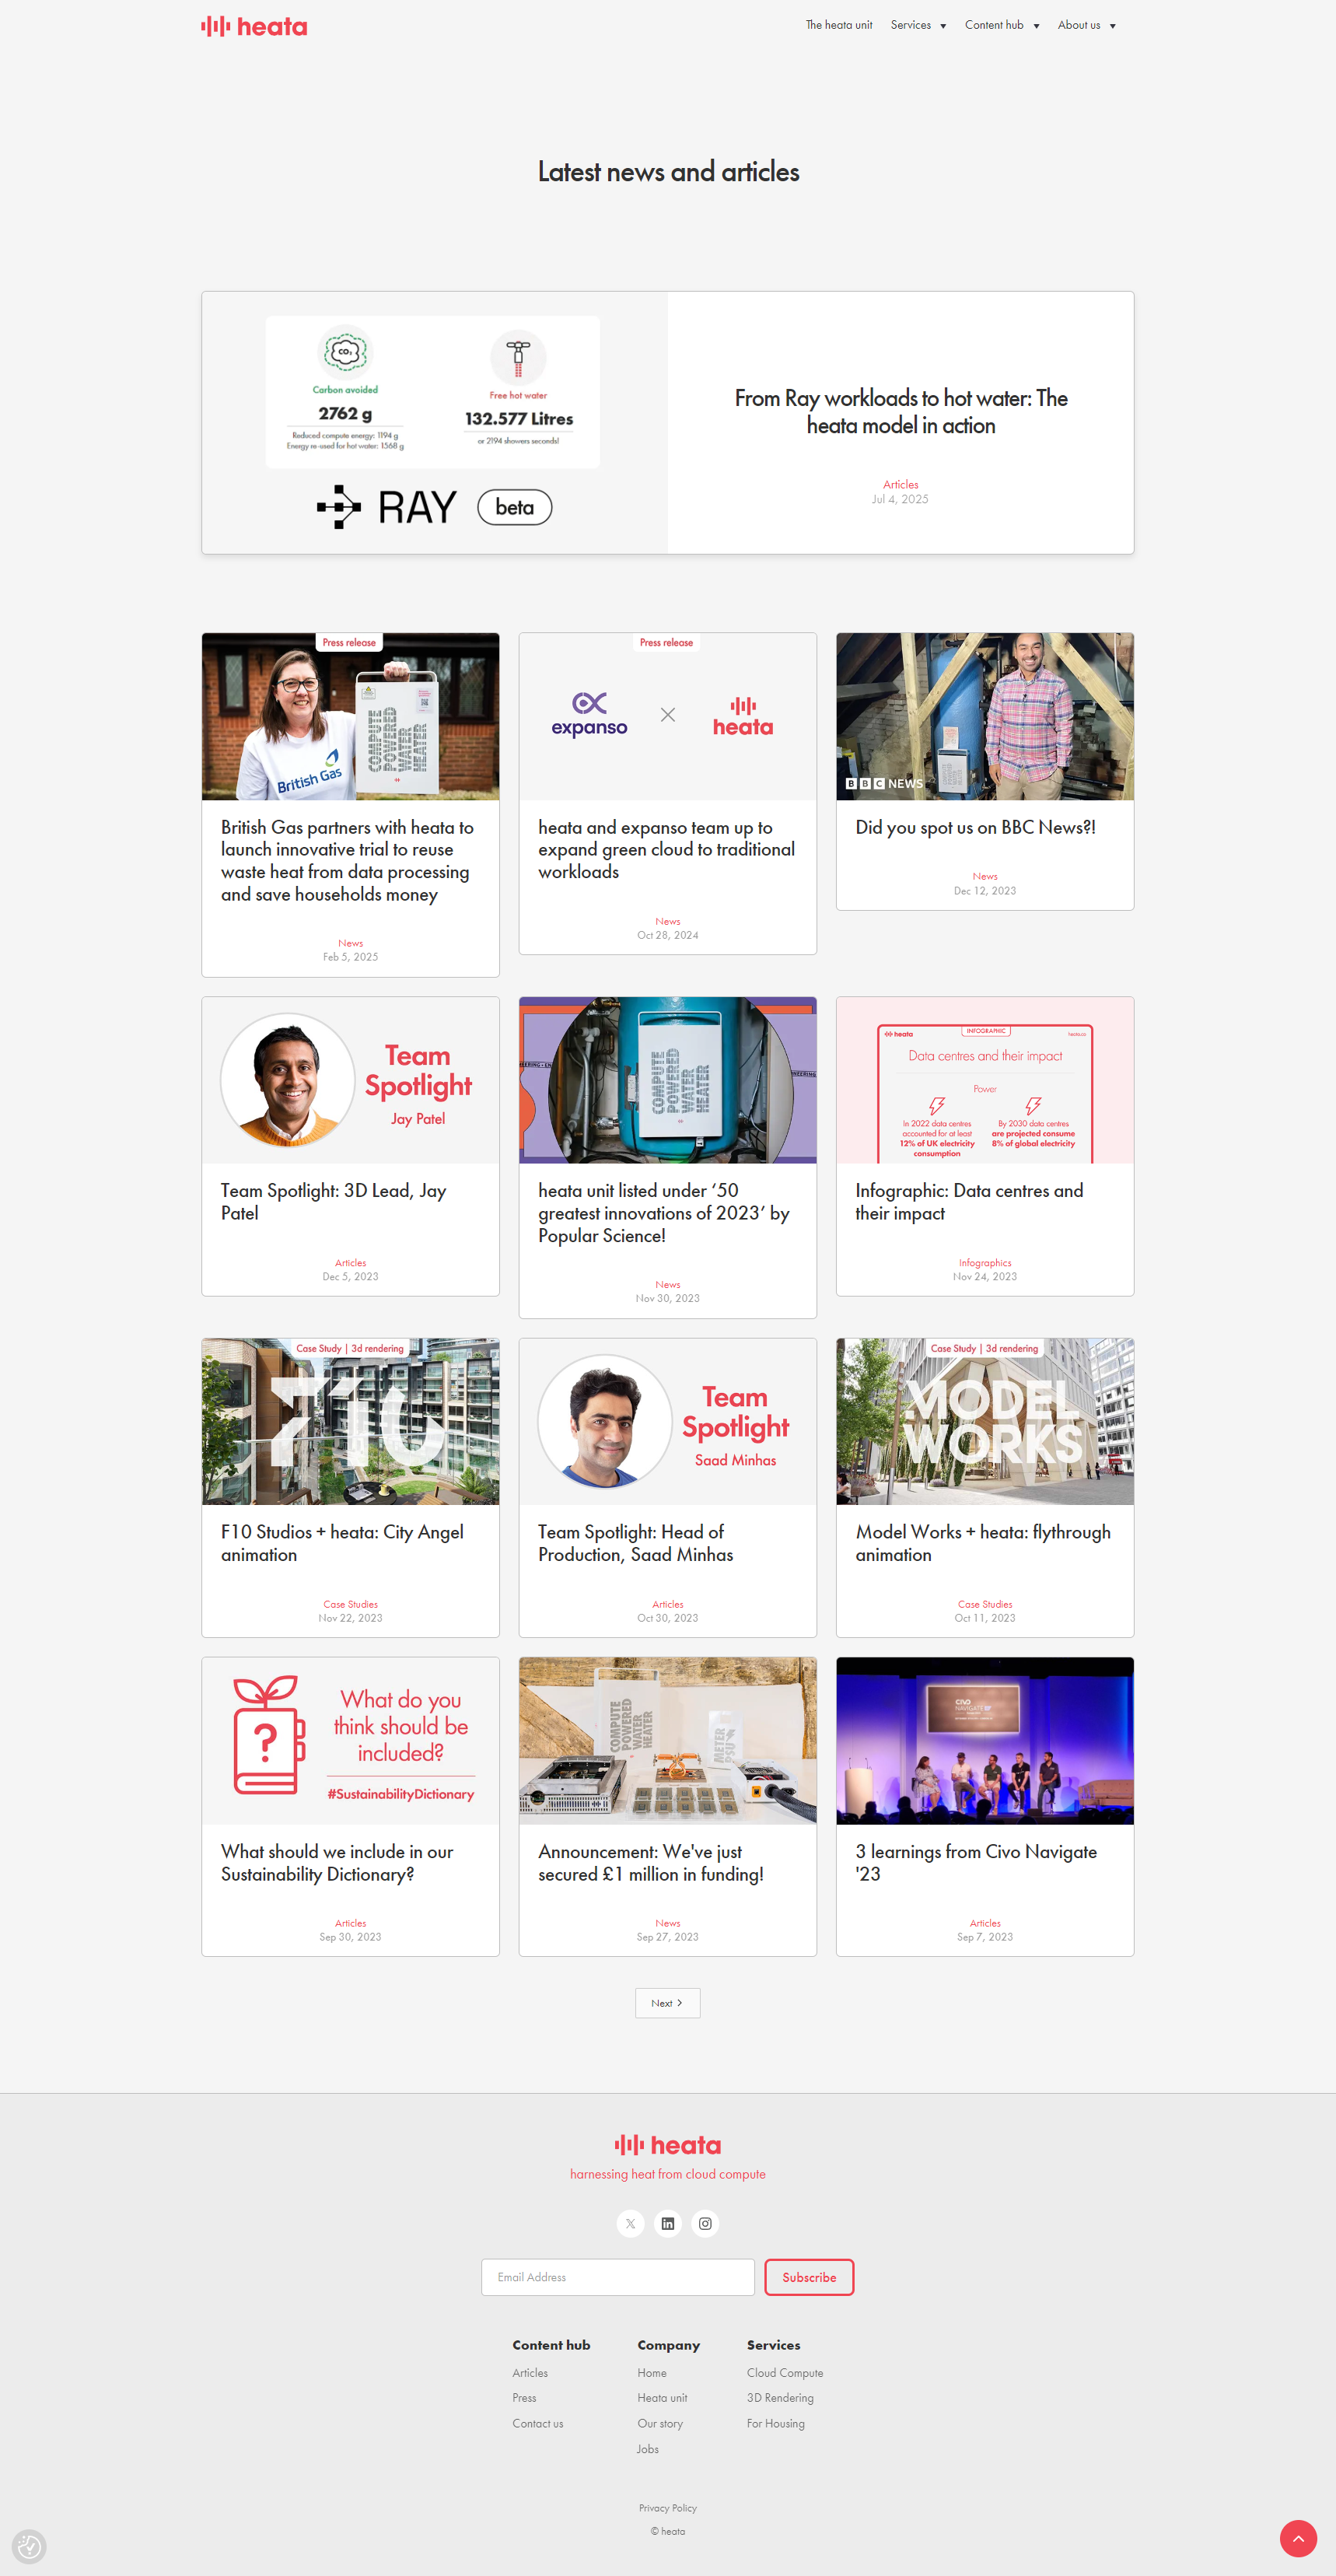 heata
The heata unit
Services
Content hub
About us
Latest news and articles
CO₂
Carbon avoided
2762 g
Reduced compute energy: 1194 g
Energy re-used for hot water: 1568 g
Free hot water
132.577 Litres
or 2194 showers seconds!
RAY
beta
From Ray workloads to hot water: The
heata model in action
Articles
Jul 4, 2025
Press release
British Gas
COMPUTE
POWERED
WATER
HEATER
British Gas partners with heata to
launch innovative trial to reuse
waste heat from data processing
and save households money
News
Feb 5, 2025
Press release
expanso
heata
heata and expanso team up to
expand green cloud to traditional
workloads
News
Oct 28, 2024
BBC NEWS
Did you spot us on BBC News?!
News
Dec 12, 2023
Team
Spotlight
Jay Patel
Team Spotlight: 3D Lead, Jay
Patel
Articles
Dec 5, 2023
COMPUTE
POWERED
WATER
HEATER
heata unit listed under ‘50
greatest innovations of 2023’ by
Popular Science!
News
Nov 30, 2023
heata
INFOGRAPHIC
heata.co
Data centres and their impact
Power
In 2022 data centres
accounted for at least
12% of UK electricity
consumption
By 2030 data centres
are projected consume
8% of global electricity
Infographic: Data centres and
their impact
Infographics
Nov 24, 2023
Case Study | 3d rendering
F10 Studios + heata: City Angel
animation
Case Studies
Nov 22, 2023
Team
Spotlight
Saad Minhas
Team Spotlight: Head of
Production, Saad Minhas
Articles
Oct 30, 2023
Case Study | 3d rendering
MODEL
WORKS
Model Works + heata: flythrough
animation
Case Studies
Oct 11, 2023
?
What do you
think should be
included?
#SustainabilityDictionary
What should we include in our
Sustainability Dictionary?
Articles
Sep 30, 2023
COMPUTE
POWERED
WATER
HEATER
METER
PSU
Announcement: We've just
secured £1 million in funding!
News
Sep 27, 2023
CIVO
NAVIGATE
3 learnings from Civo Navigate
'23
Articles
Sep 7, 2023
Next
heata
harnessing heat from cloud compute
Email Address
Subscribe
Content hub
Articles
Press
Contact us
Company
Home
Heata unit
Our story
Jobs
Services
Cloud Compute
3D Rendering
For Housing
Privacy Policy
© heata